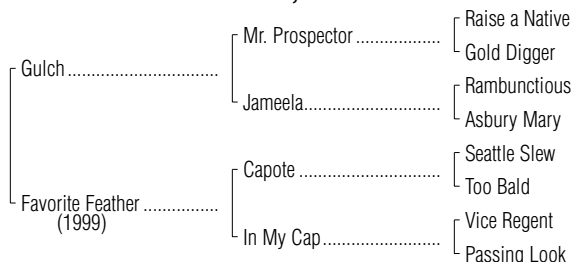 Raise a Native
Mr. Prospector ..................
Gold Digger
Gulch ................................
Rambunctious
Jameela.............................
Asbury Mary
Seattle Slew
Capote ..............................
Too Bald
Favorite Feather ................
(1999)
Vice Regent
In My Cap.........................
Passing Look